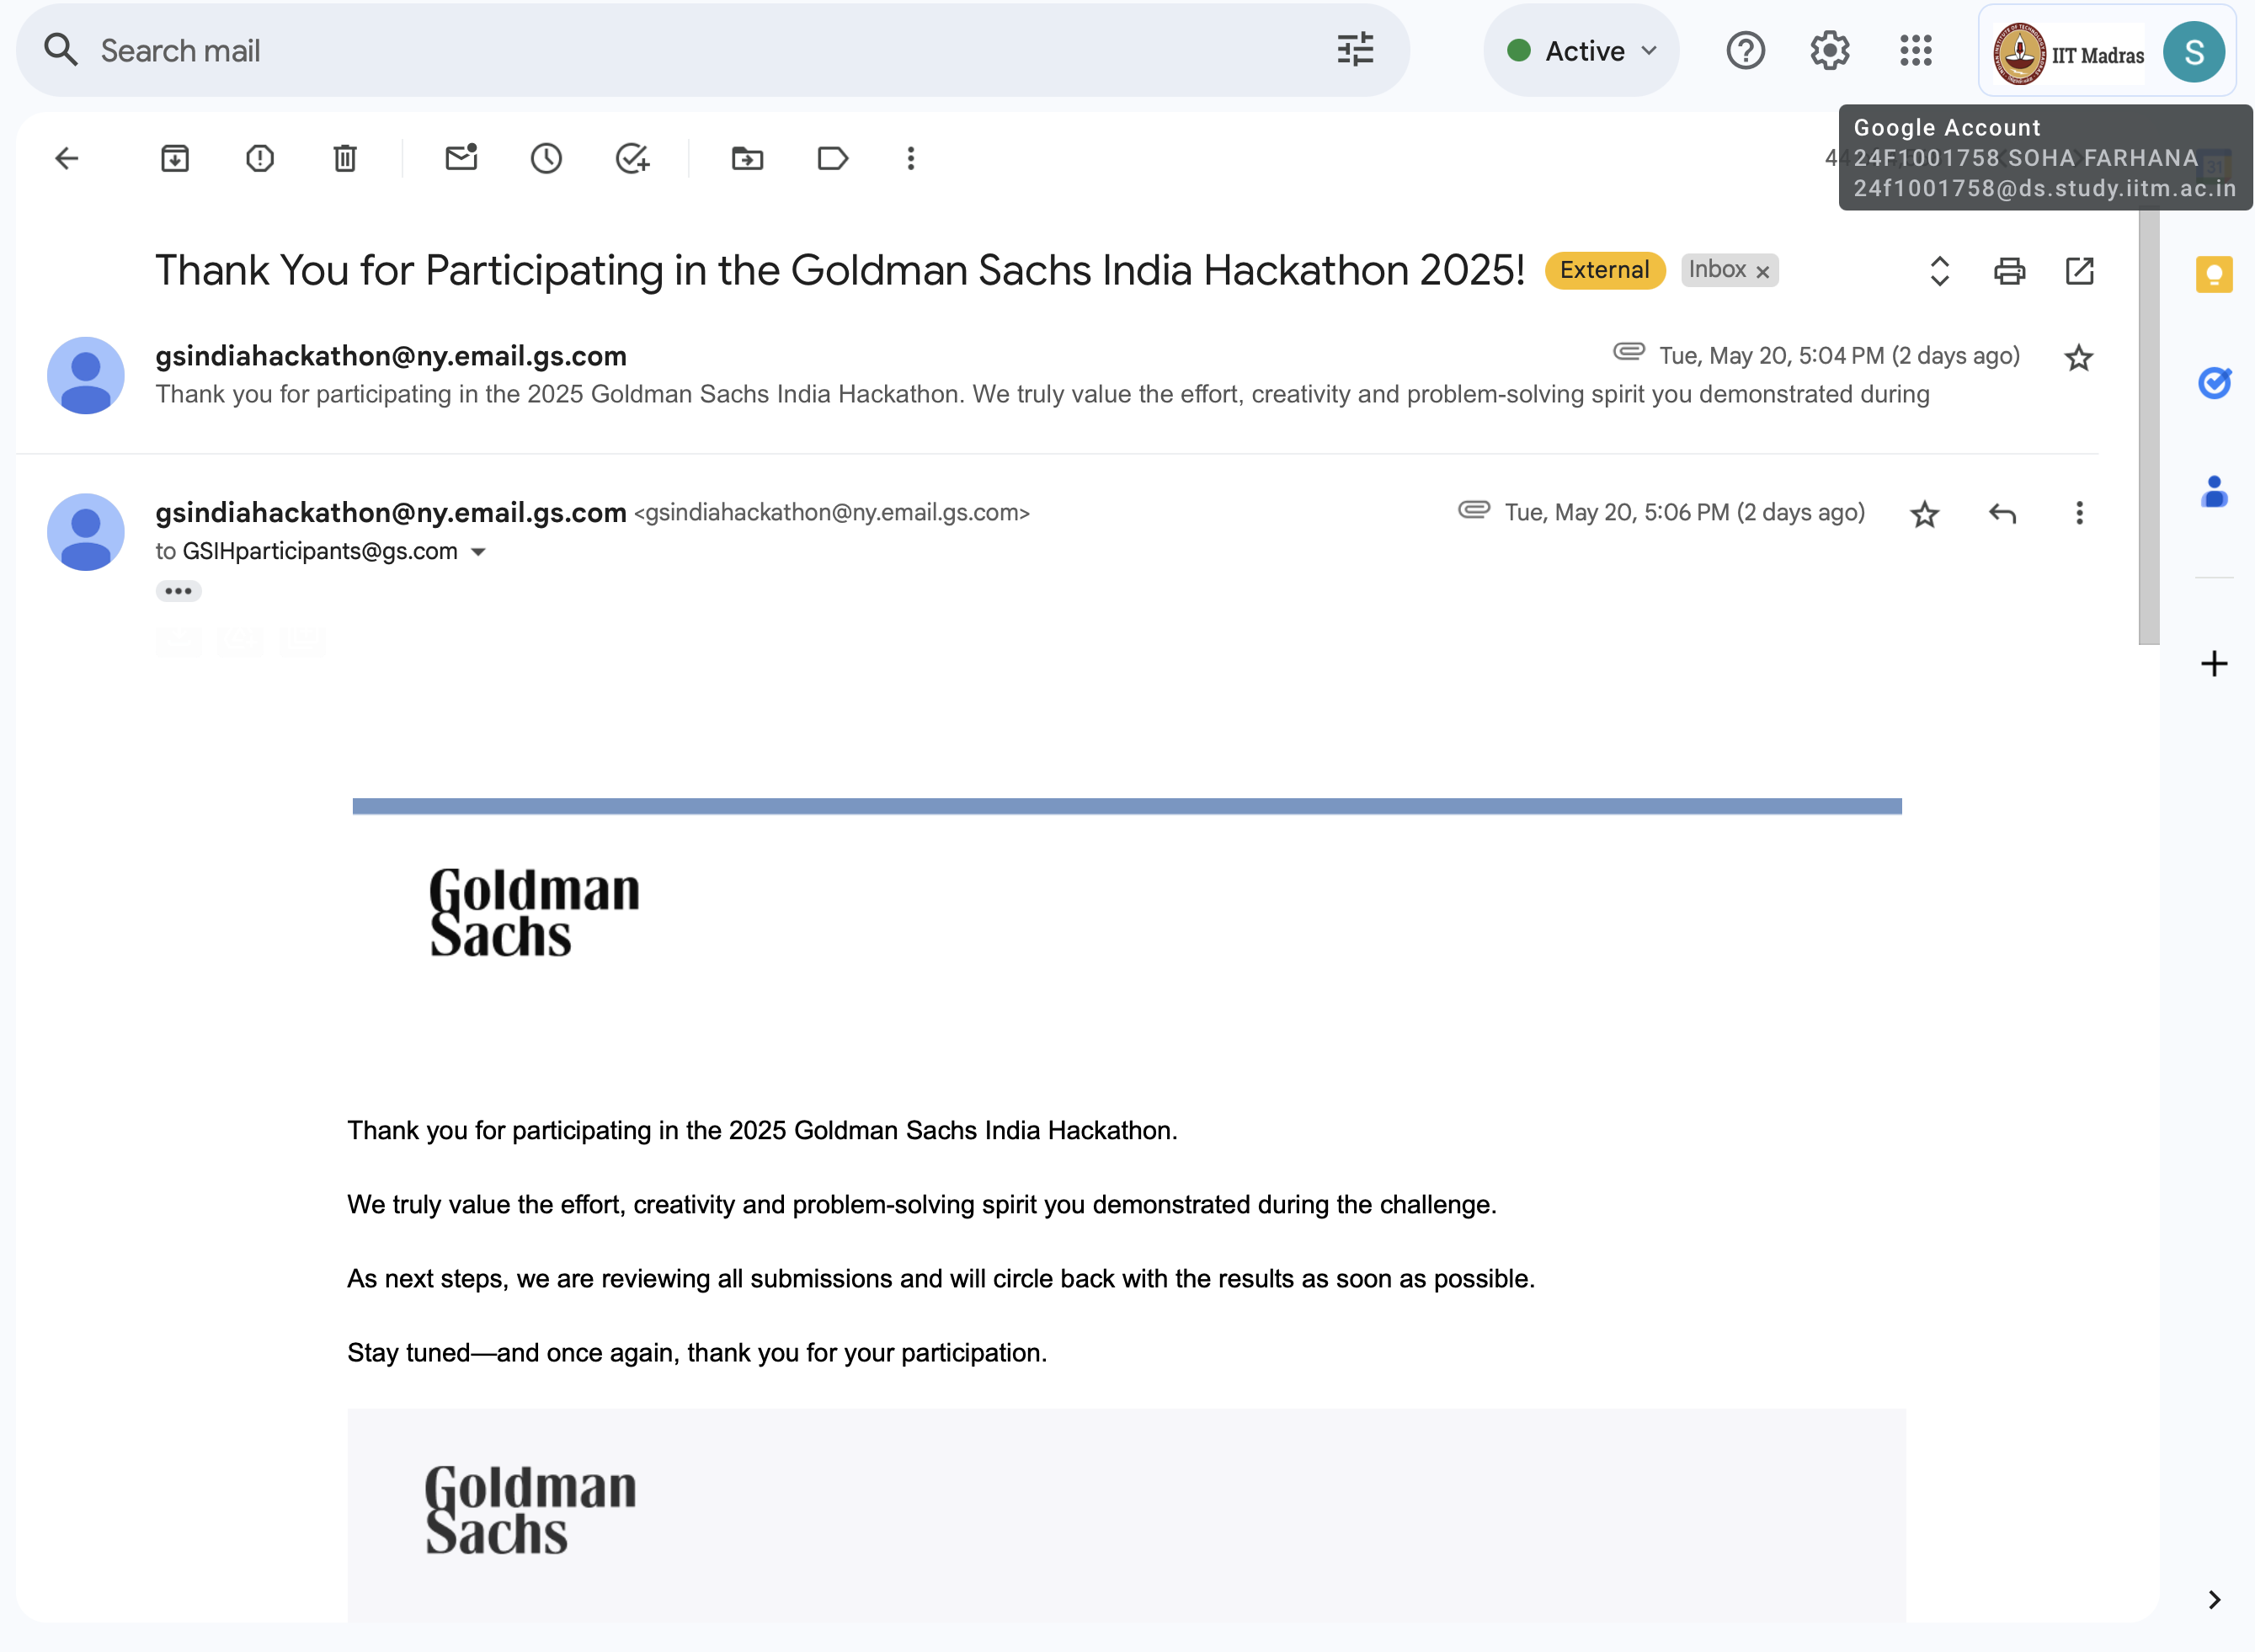 Search mail
Active
IIT Madras
S
Google Account
24F1001758 SOHA FARHANA
24f1001758@ds.study.iitm.ac.in
Thank You for Participating in the Goldman Sachs India Hackathon 2025!
External
Inbox ×
gsindiahackathon@ny.email.gs.com
Tue, May 20, 5:04 PM (2 days ago)
Thank you for participating in the 2025 Goldman Sachs India Hackathon. We truly value the effort, creativity and problem-solving spirit you demonstrated during
gsindiahackathon@ny.email.gs.com <gsindiahackathon@ny.email.gs.com>
Tue, May 20, 5:06 PM (2 days ago)
to GSIHparticipants@gs.com
Goldman
Sachs
Thank you for participating in the 2025 Goldman Sachs India Hackathon.
We truly value the effort, creativity and problem-solving spirit you demonstrated during the challenge.
As next steps, we are reviewing all submissions and will circle back with the results as soon as possible.
Stay tuned—and once again, thank you for your participation.
Goldman
Sachs